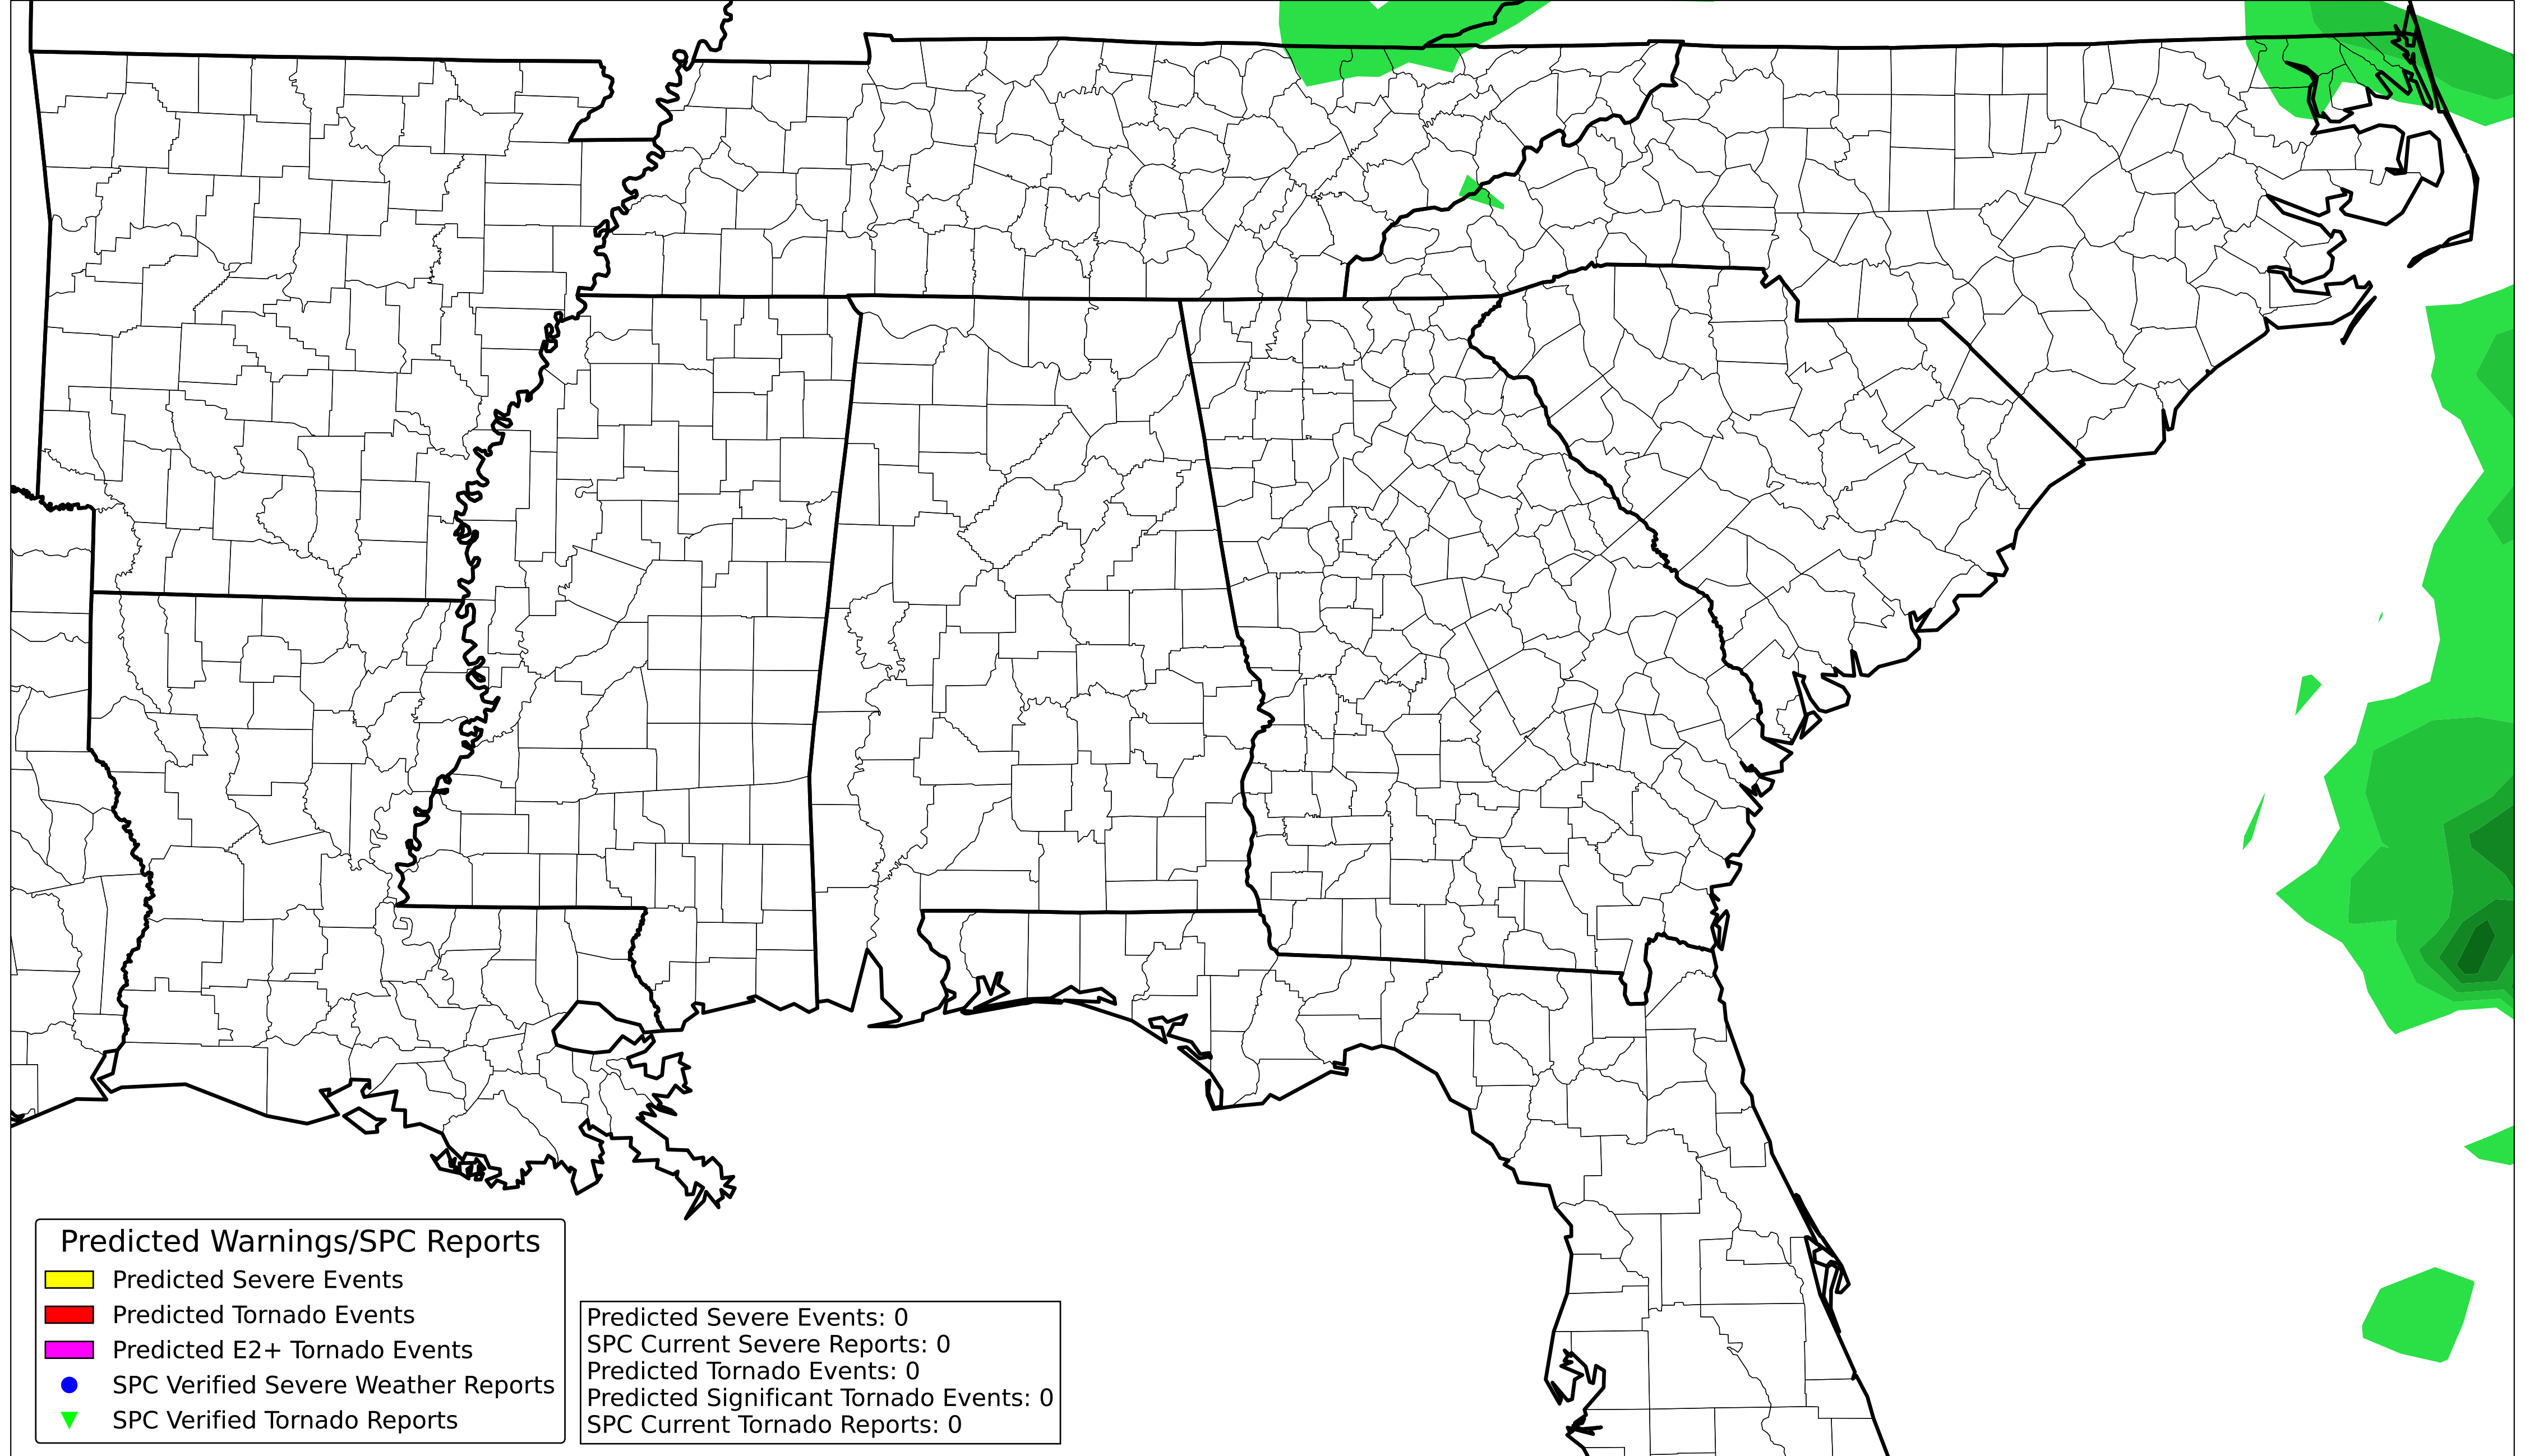 Predicted Warnings/SPC Reports
Predicted Severe Events
Predicted Tornado Events
Predicted E2+ Tornado Events
SPC Verified Severe Weather Reports
SPC Verified Tornado Reports
Predicted Severe Events: 0
SPC Current Severe Reports: 0
Predicted Tornado Events: 0
Predicted Significant Tornado Events: 0
SPC Current Tornado Reports: 0